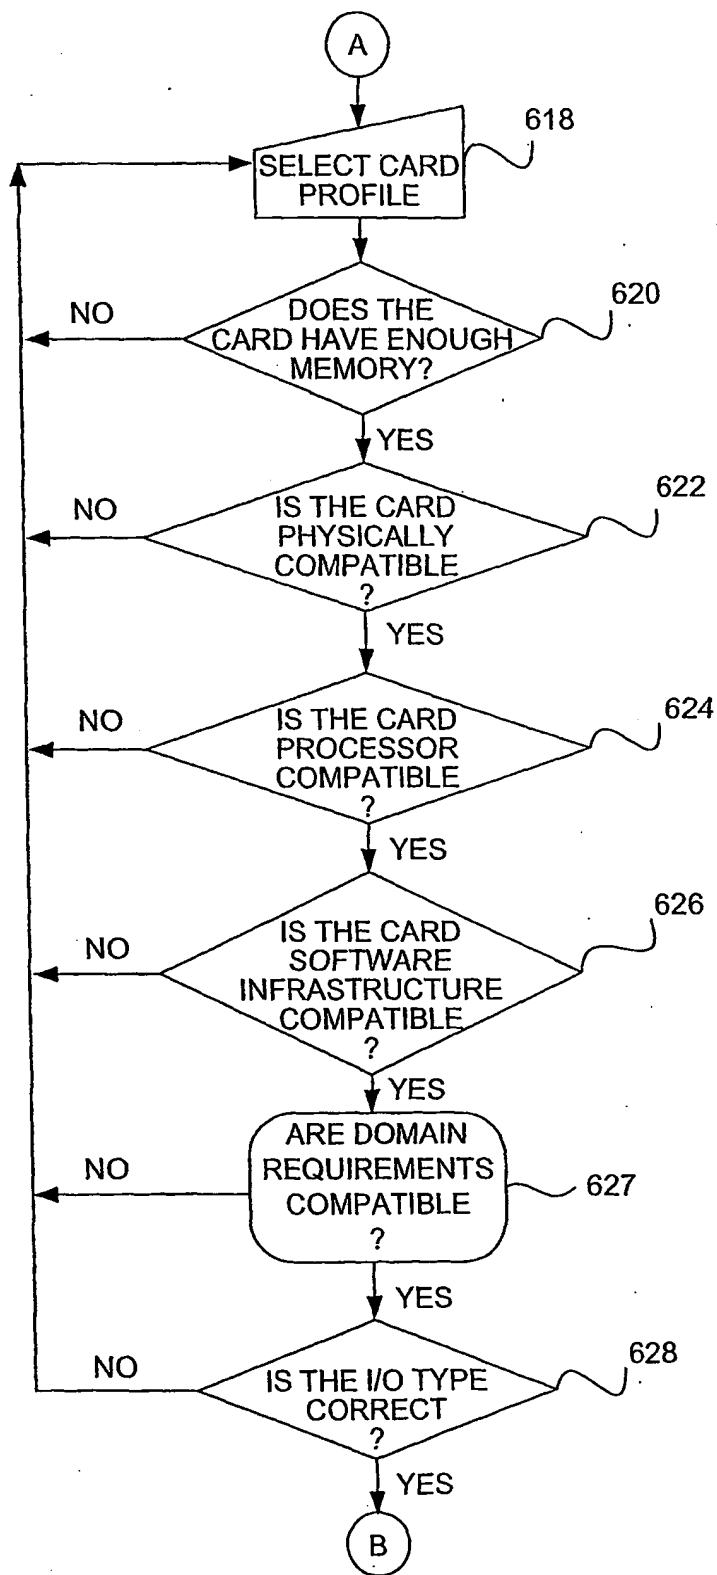 A
618
SELECT CARD
PROFILE
NO
DOES THE
CARD HAVE ENOUGH
MEMORY?
620
YES
NO
IS THE CARD
PHYSICALLY
COMPATIBLE
?
622
YES
NO
IS THE CARD
PROCESSOR
COMPATIBLE
?
624
YES
NO
IS THE CARD
SOFTWARE
INFRASTRUCTURE
COMPATIBLE
?
626
YES
NO
ARE DOMAIN
REQUIREMENTS
COMPATIBLE
?
627
YES
NO
IS THE I/O TYPE
CORRECT
?
628
YES
B